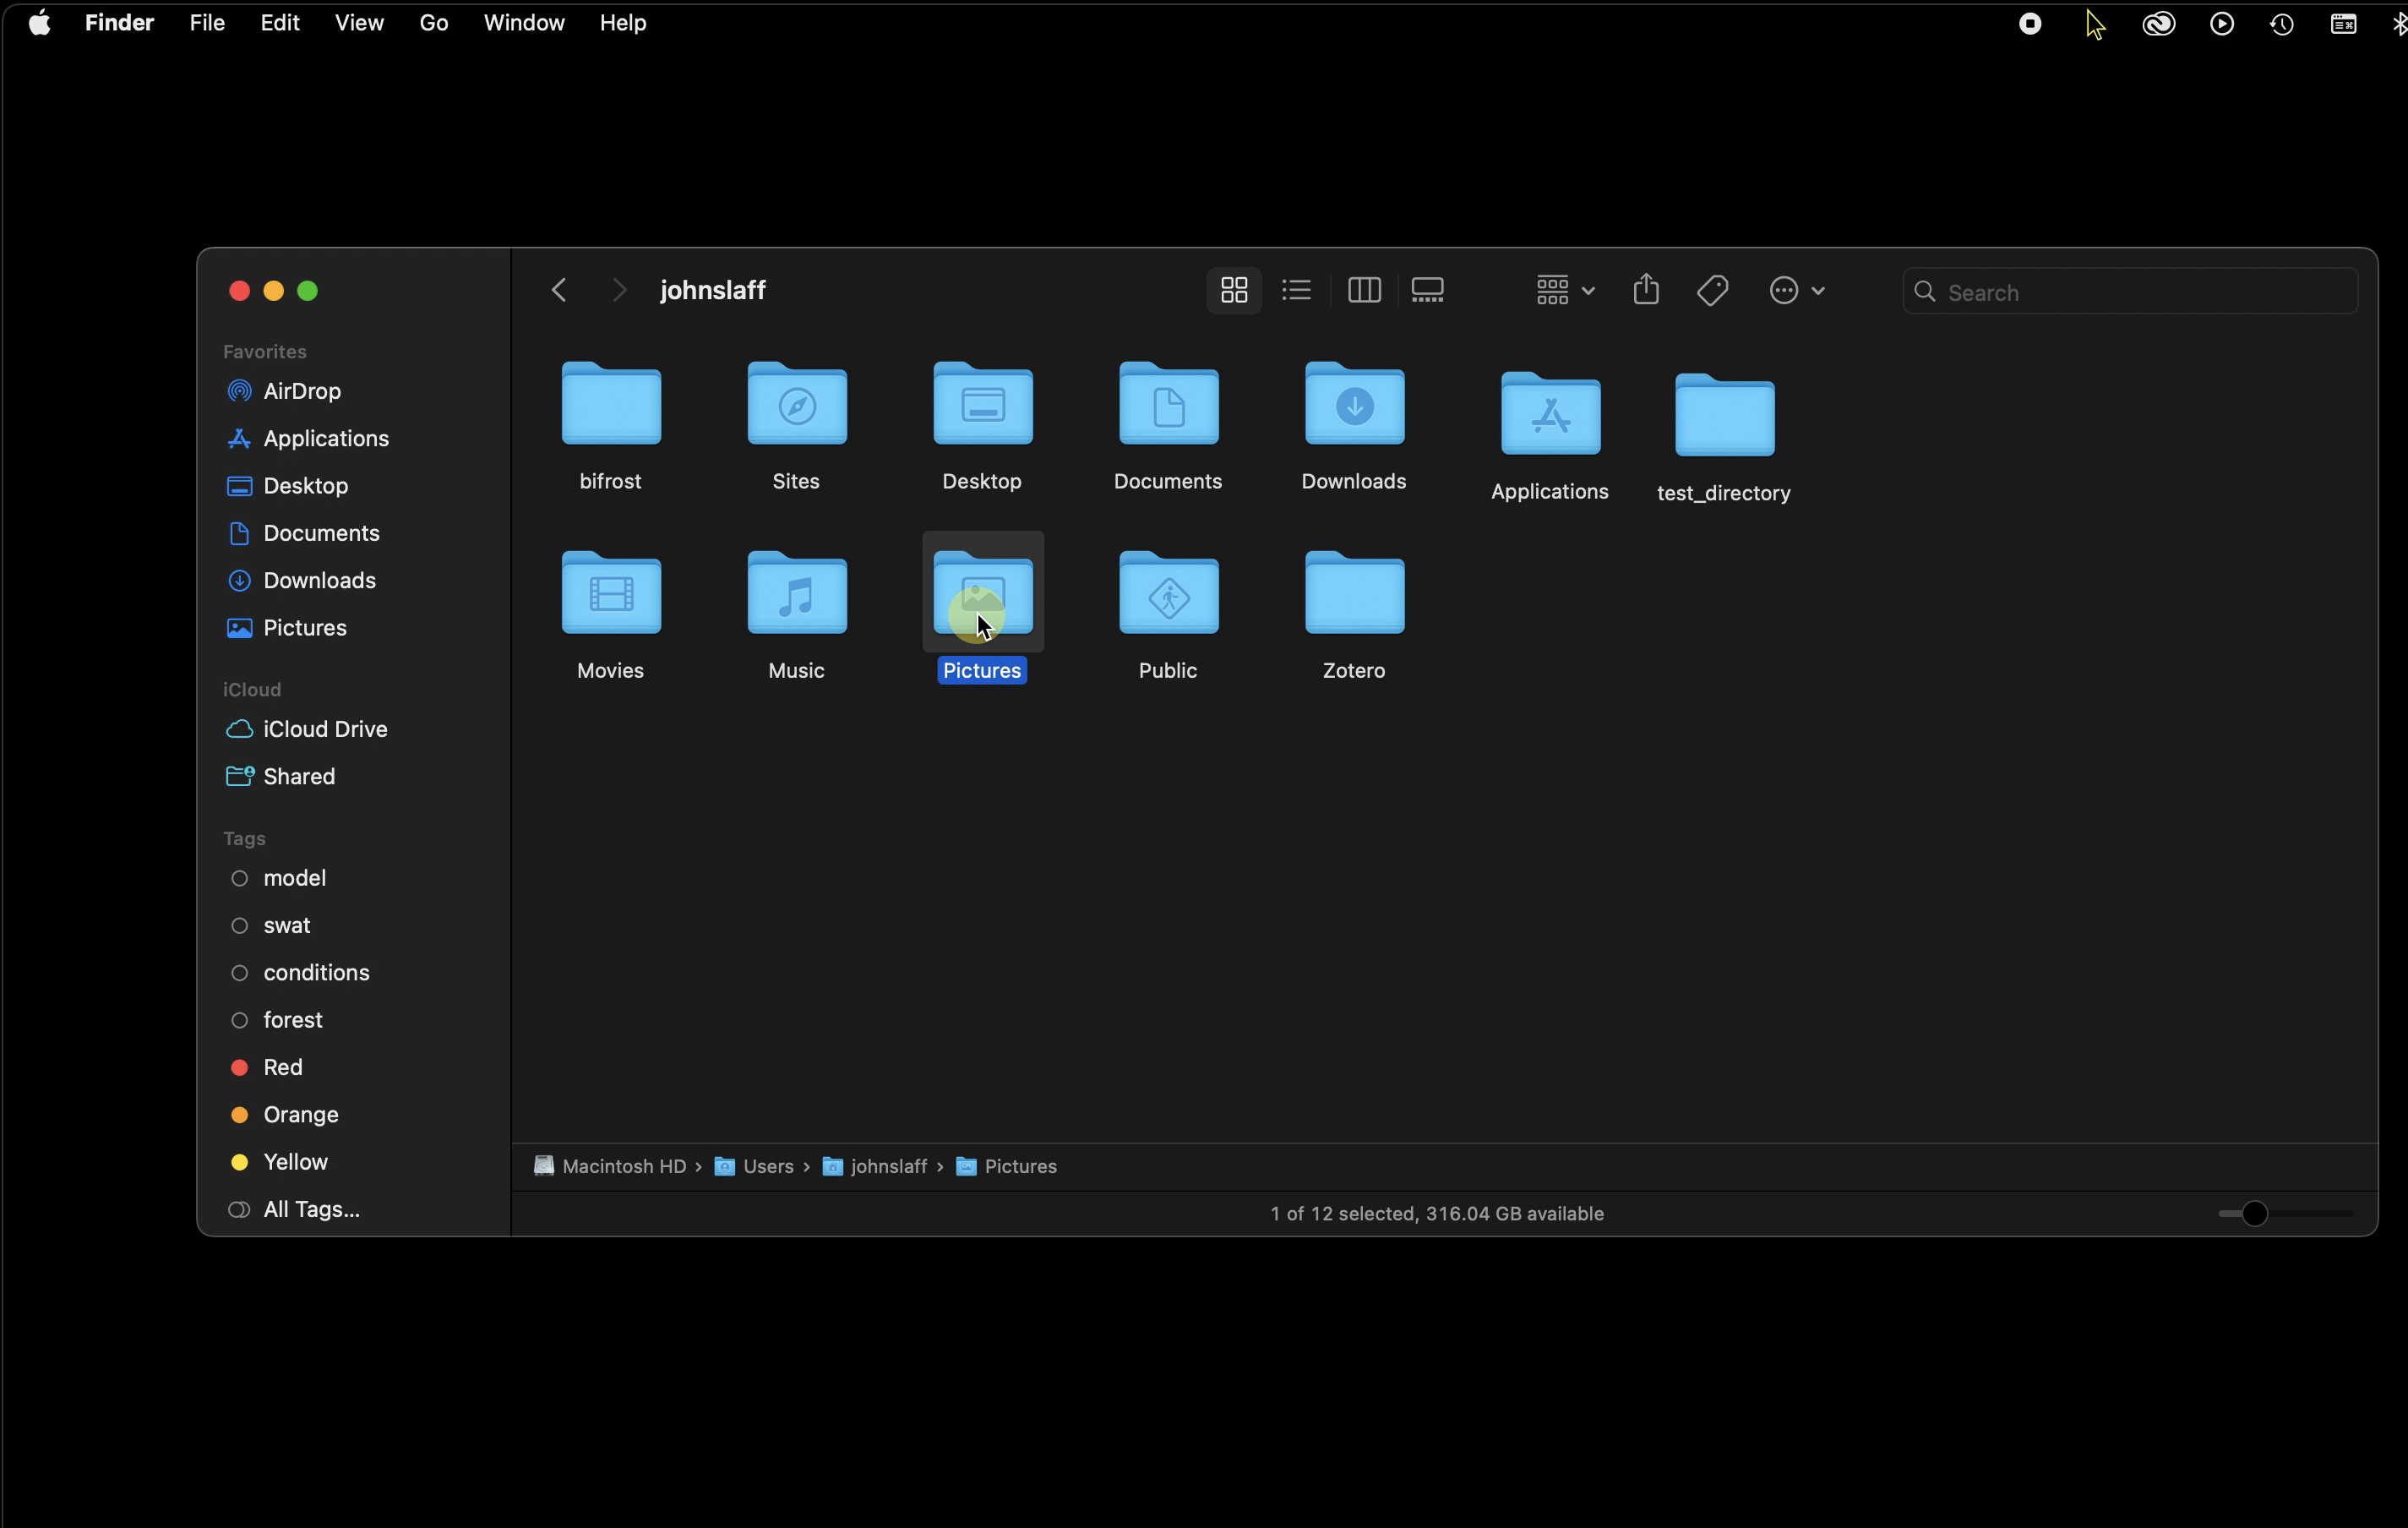 Finder File Edit View Go Window Help
johnslaff
Search
Favorites
AirDrop
Applications
Desktop
Documents
Downloads
Pictures
iCloud
iCloud Drive
Shared
Tags
model
swat
conditions
forest
Red
Orange
Yellow
All Tags...
bifrost Sites Desktop Documents Downloads Applications test_directory
Movies Music Pictures Public Zotero
Macintosh HD › Users › johnslaff › Pictures
1 of 12 selected, 316.04 GB available